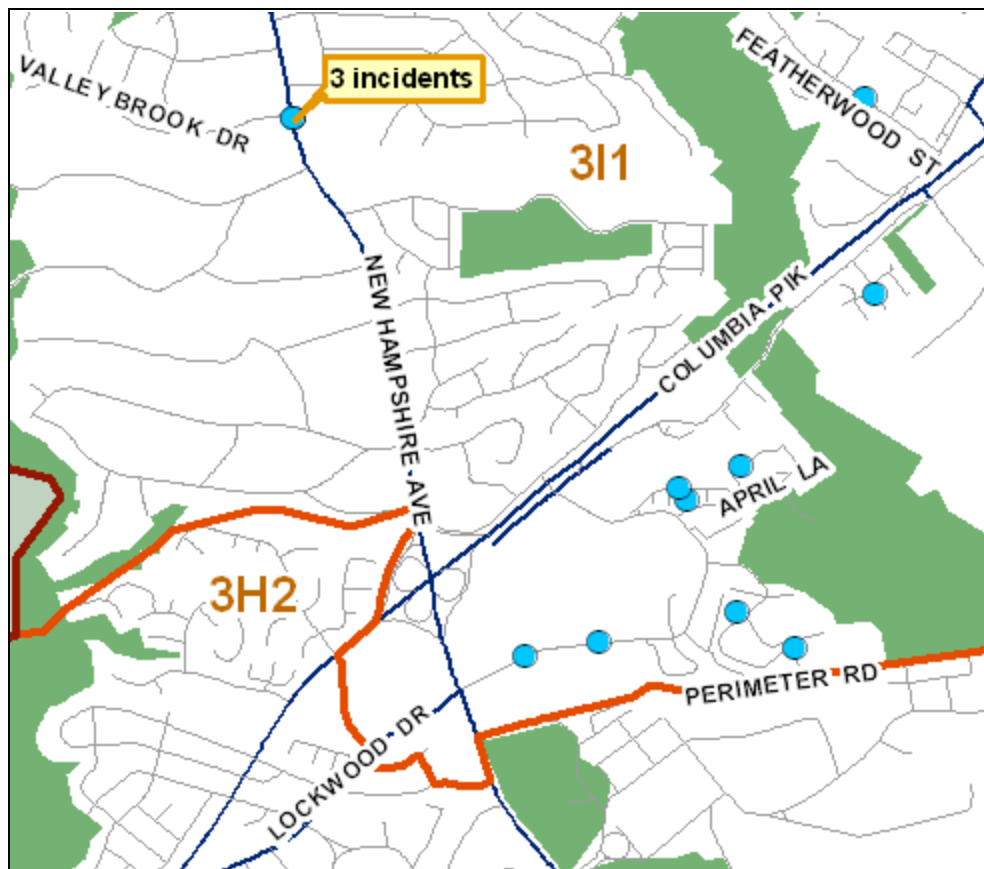 VALLEY BROOK DR
3 incidents
FEATHERWOOD ST
3I1
NEW HAMPSHIRE AVE
COLUMBIA PIK
APRIL LA
3H2
PERIMETER RD
LOCKWOOD DR